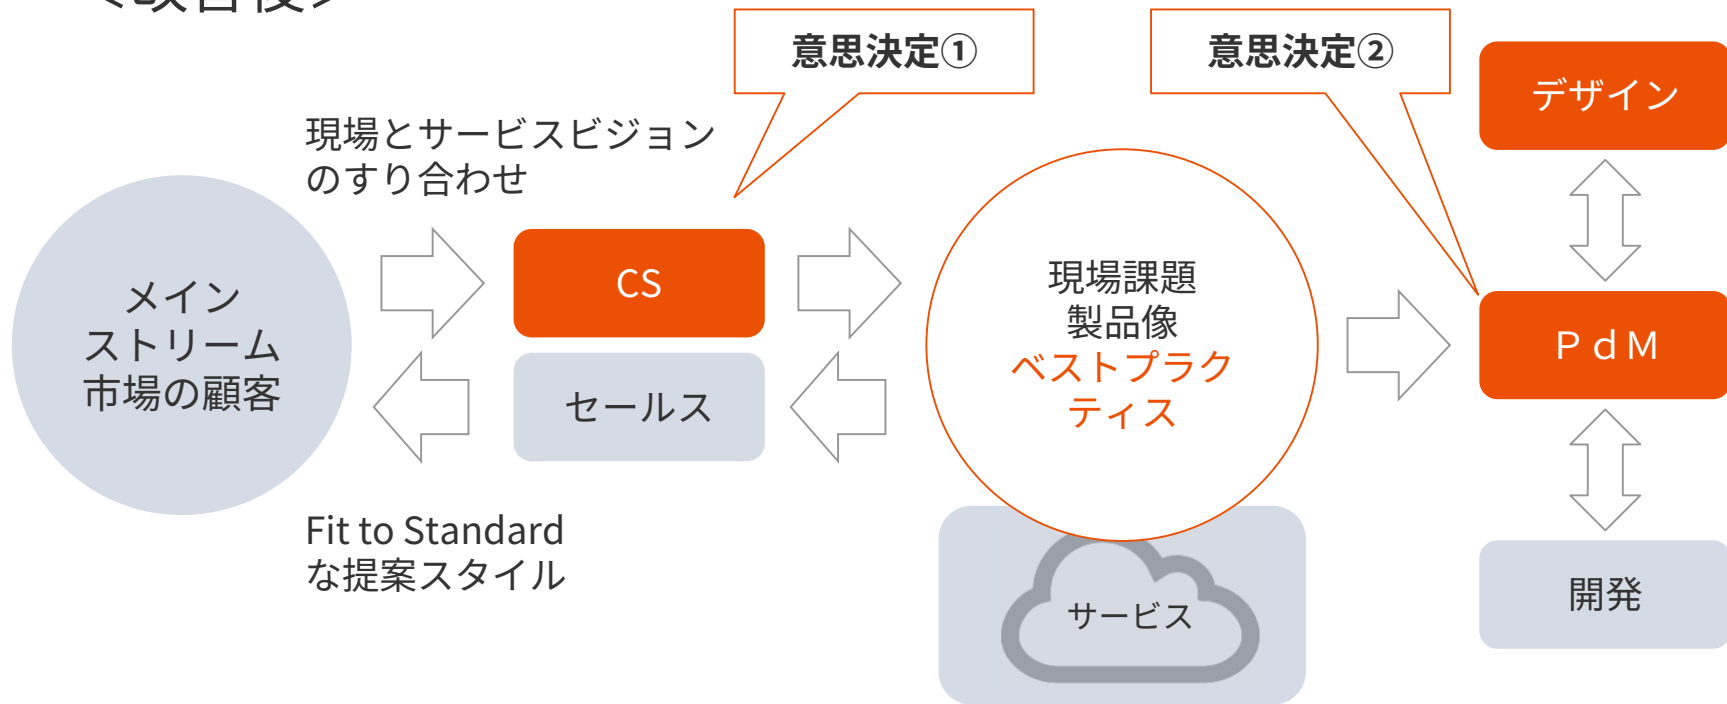 意思決定①
意思決定②
デザイン
現場とサービスビジョン
のすり合わせ
メイン
ストリーム
市場の顧客
CS
セールス
現場課題
製品像
ベストプラク
ティス
ＰｄＭ
Fit to Standard
な提案スタイル
サービス
開発